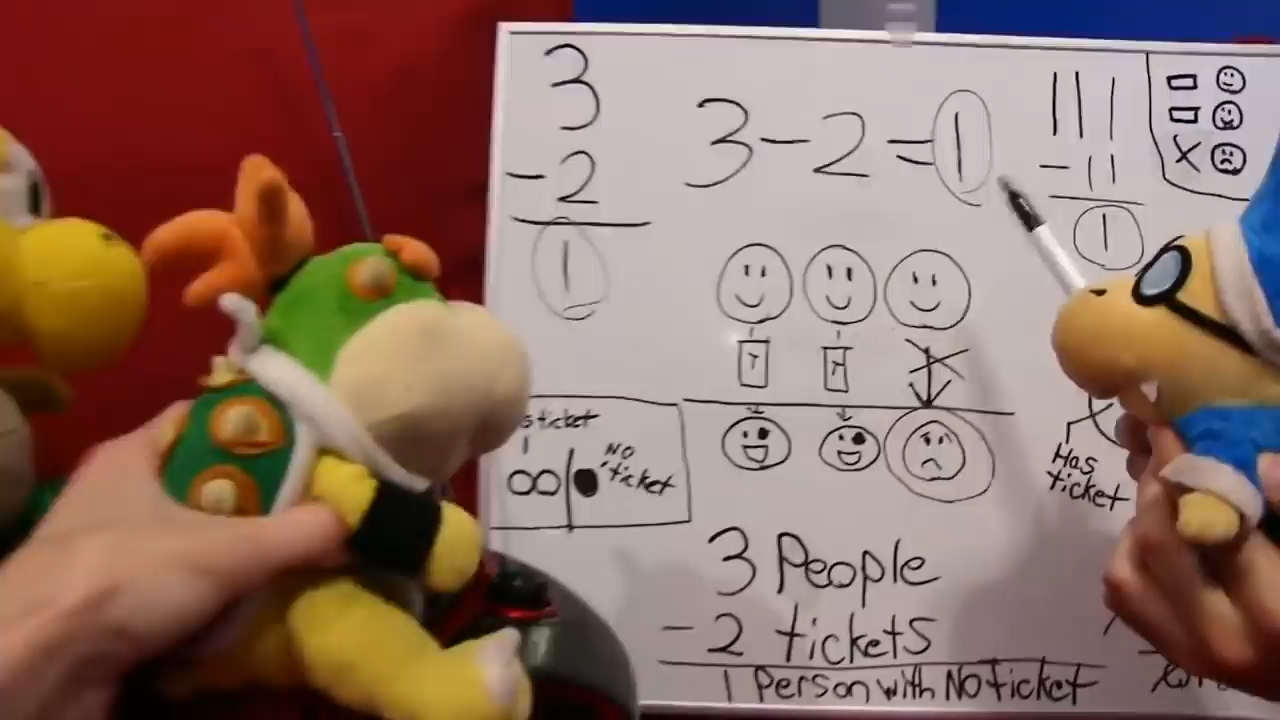 3
-2
1
3-2=1
111
-11
1
X
T
T
s ticket
NO
ticket
Has
ticket
3 People
-2 tickets
1 Person with NO ticket